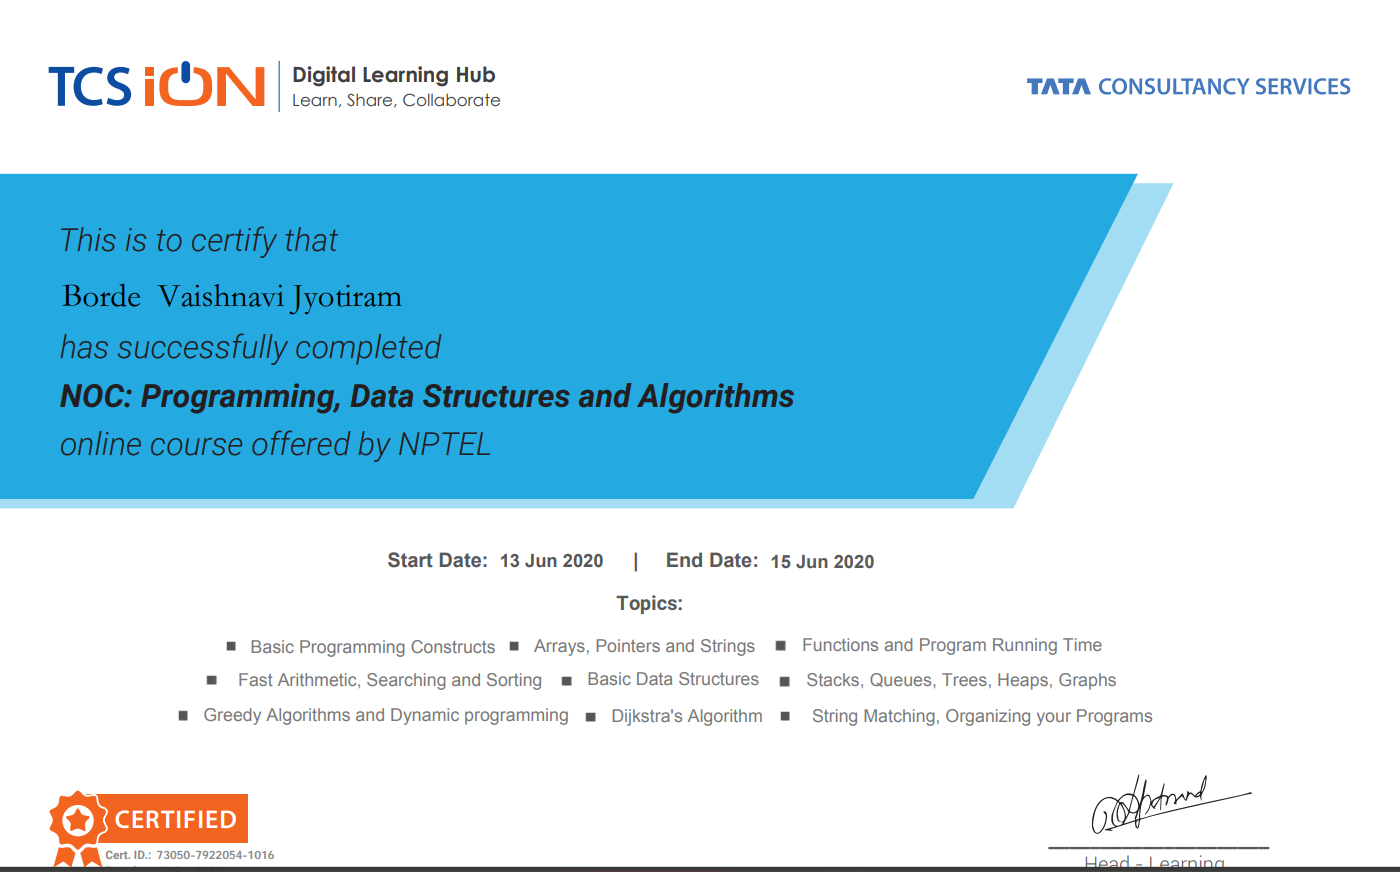 TCS iON Digital Learning Hub
Learn, Share, Collaborate
TATA CONSULTANCY SERVICES
This is to certify that
Borde Vaishnavi Jyotiram
has successfully completed
NOC: Programming, Data Structures and Algorithms
online course offered by NPTEL
Start Date: 13 Jun 2020 | End Date: 15 Jun 2020
Topics:
■ Basic Programming Constructs ■ Arrays, Pointers and Strings ■ Functions and Program Running Time
■ Fast Arithmetic, Searching and Sorting ■ Basic Data Structures ■ Stacks, Queues, Trees, Heaps, Graphs
■ Greedy Algorithms and Dynamic programming ■ Dijkstra's Algorithm ■ String Matching, Organizing your Programs
CERTIFIED
Cert. ID.: 73050-7922054-1016
Head - Learning